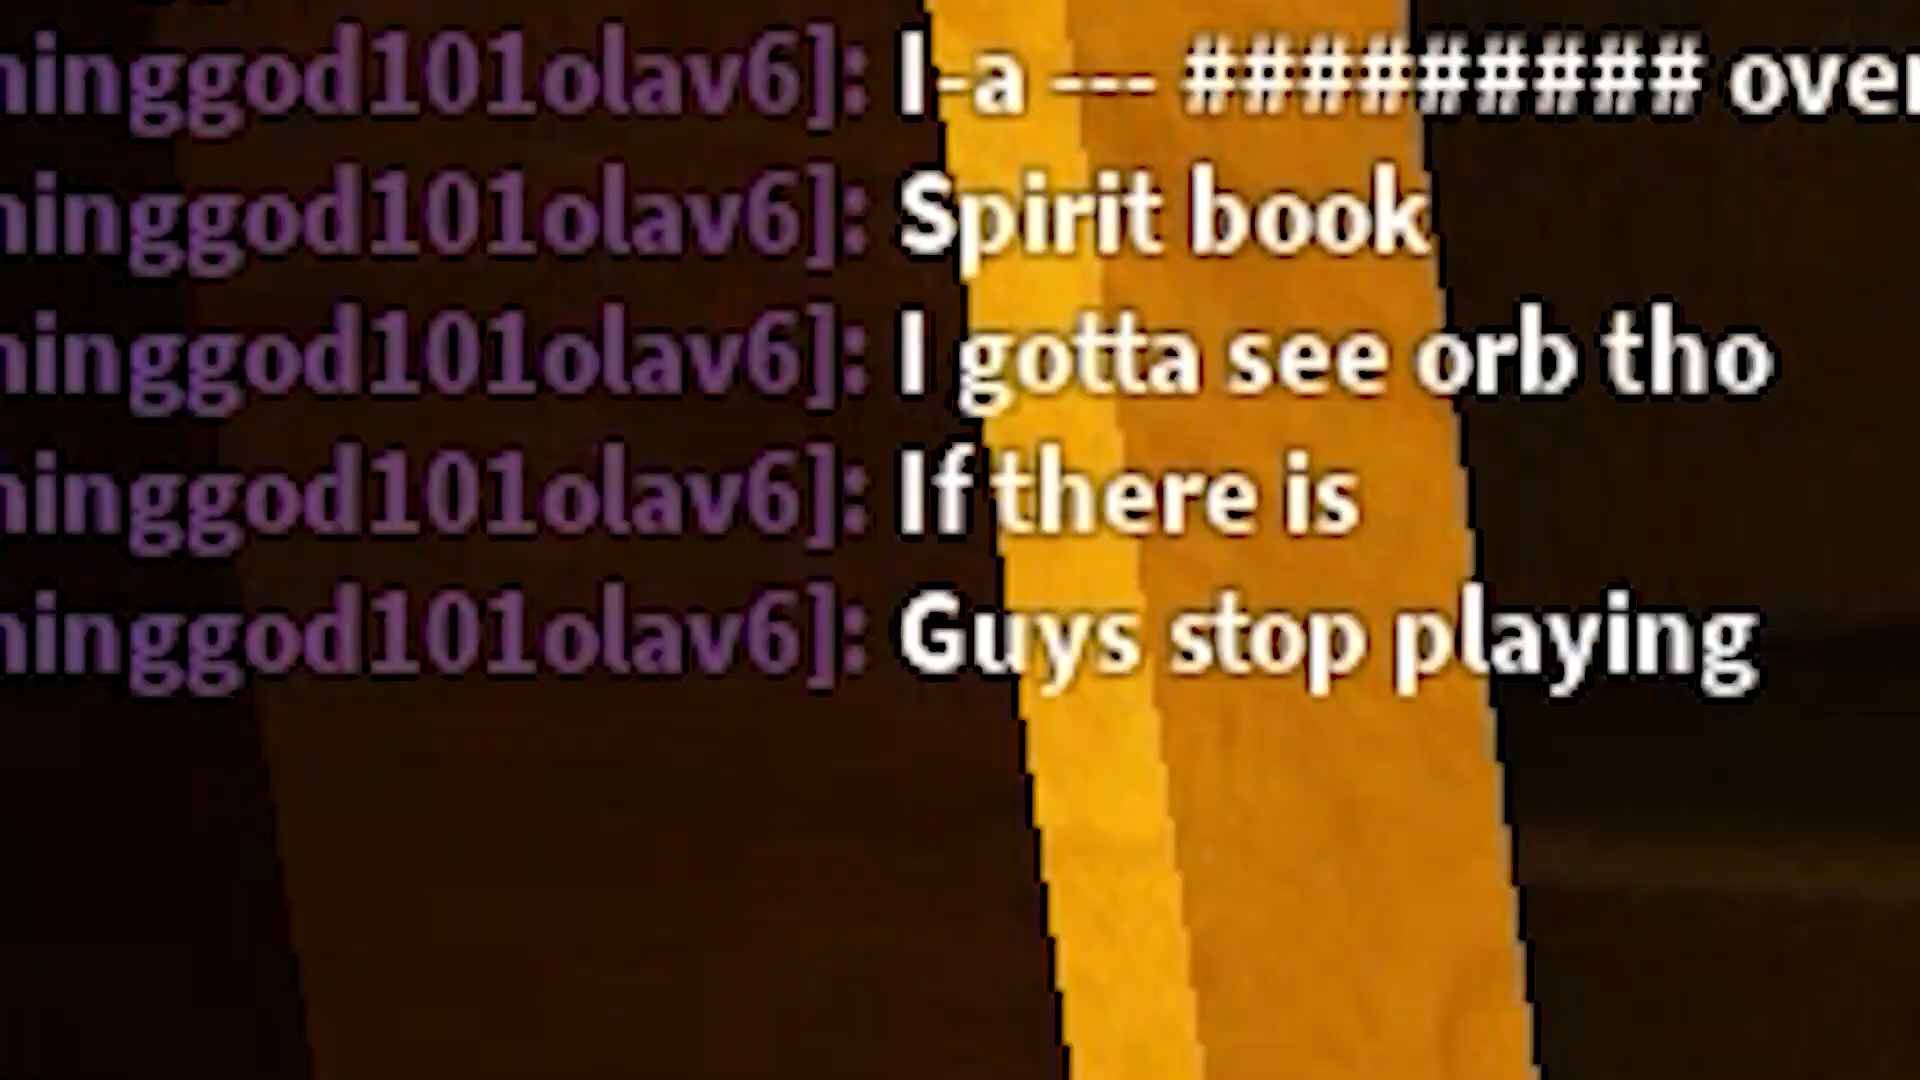 ninggod101olav6]: I-a --- ######### over
ninggod101olav6]: Spirit book
ninggod101olav6]: I gotta see orb tho
ninggod101olav6]: If there is
ninggod101olav6]: Guys stop playing